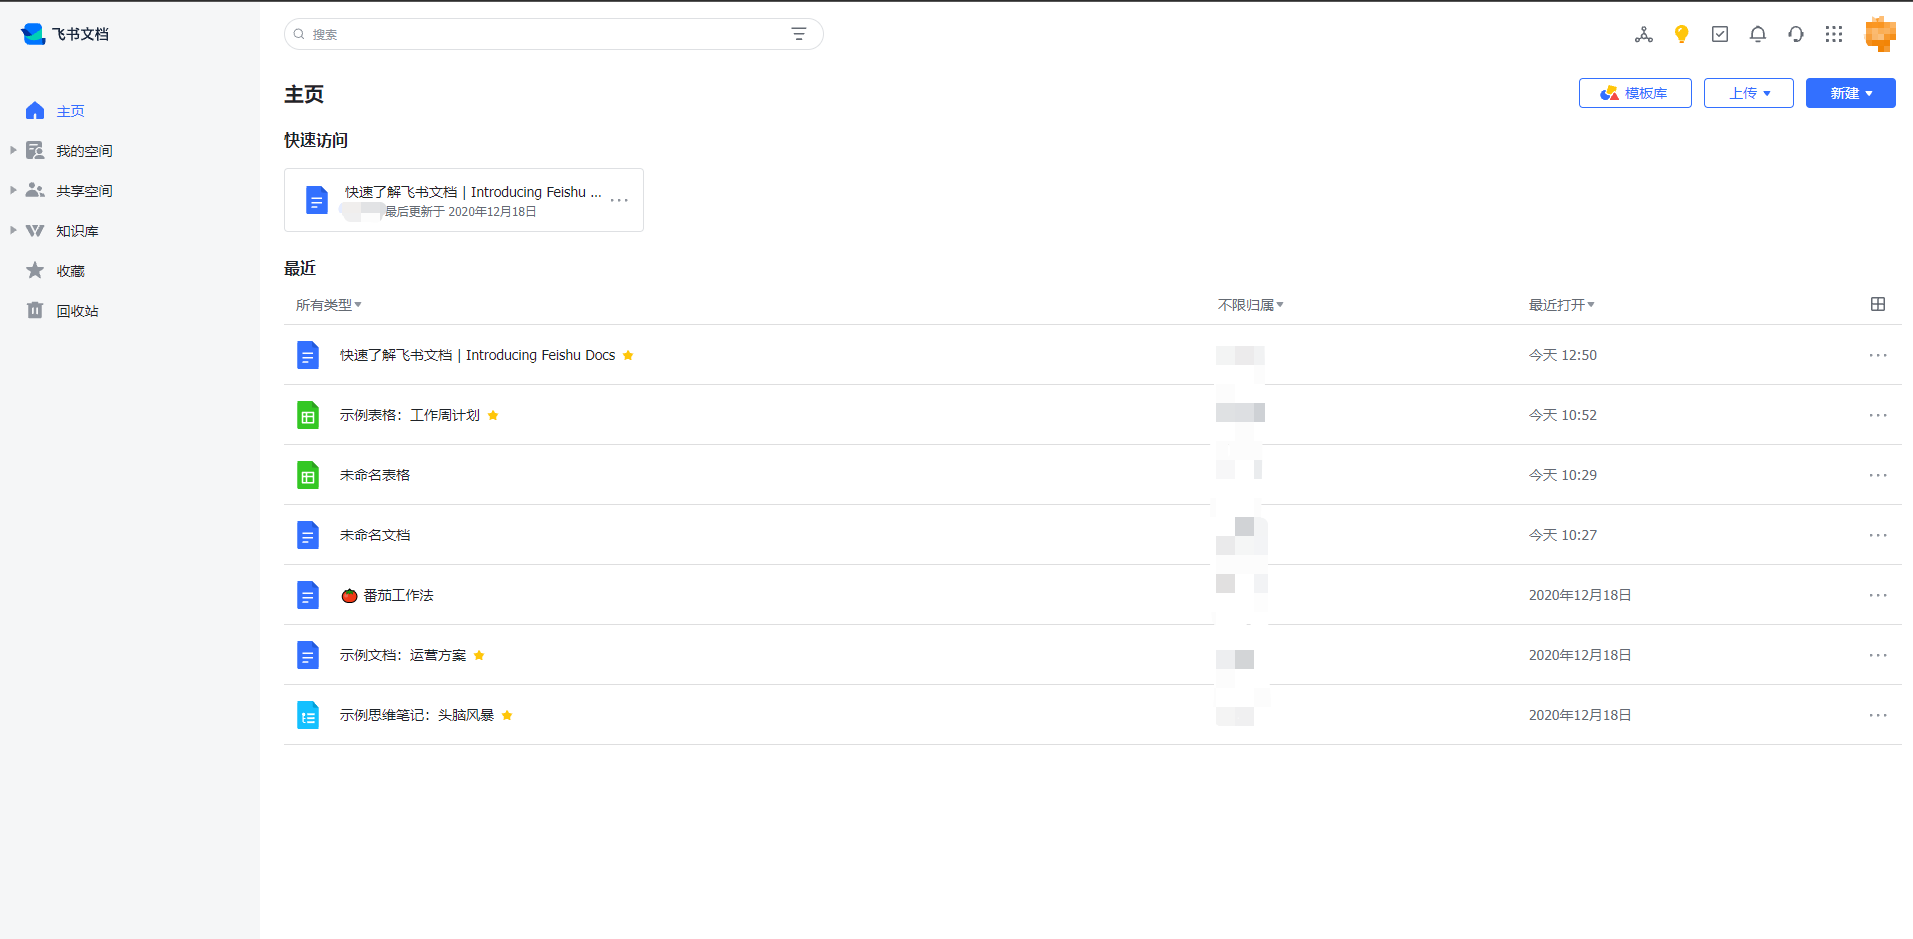 飞书文档
搜索
主页
模板库
上传
新建
主页
我的空间
共享空间
知识库
收藏
回收站
快速访问
快速了解飞书文档 | Introducing Feishu ...
最后更新于 2020年12月18日
最近
所有类型 不限归属 最近打开
快速了解飞书文档 | Introducing Feishu Docs 今天 12:50
示例表格：工作周计划 今天 10:52
未命名表格 今天 10:29
未命名文档 今天 10:27
番茄工作法 2020年12月18日
示例文档：运营方案 2020年12月18日
示例思维笔记：头脑风暴 2020年12月18日